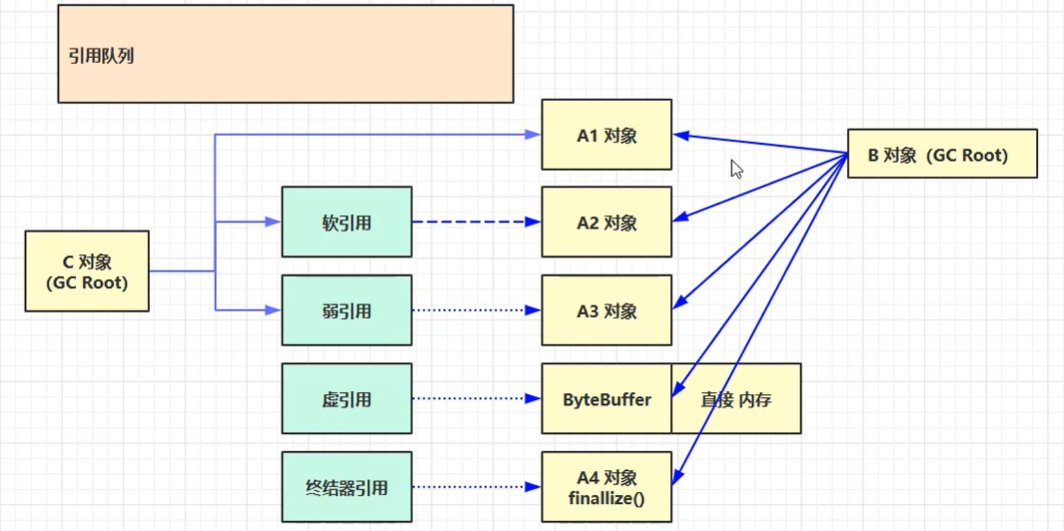 引用队列
A1 对象
B 对象（GC Root）
软引用
A2 对象
C 对象
(GC Root)
弱引用
A3 对象
虚引用
ByteBuffer
直接 内存
终结器引用
A4 对象
finallize()